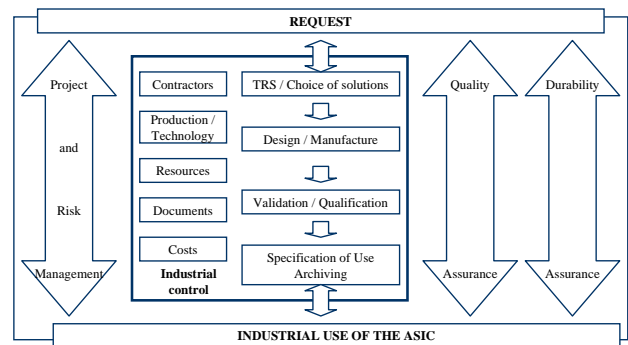 REQUEST
Project
and
Risk
Management
Contractors
Production /
Technology
Resources
Documents
Costs
Industrial
control
TRS / Choice of solutions
Design / Manufacture
Validation / Qualification
Specification of Use
Archiving
Quality
Assurance
Durability
Assurance
INDUSTRIAL USE OF THE ASIC